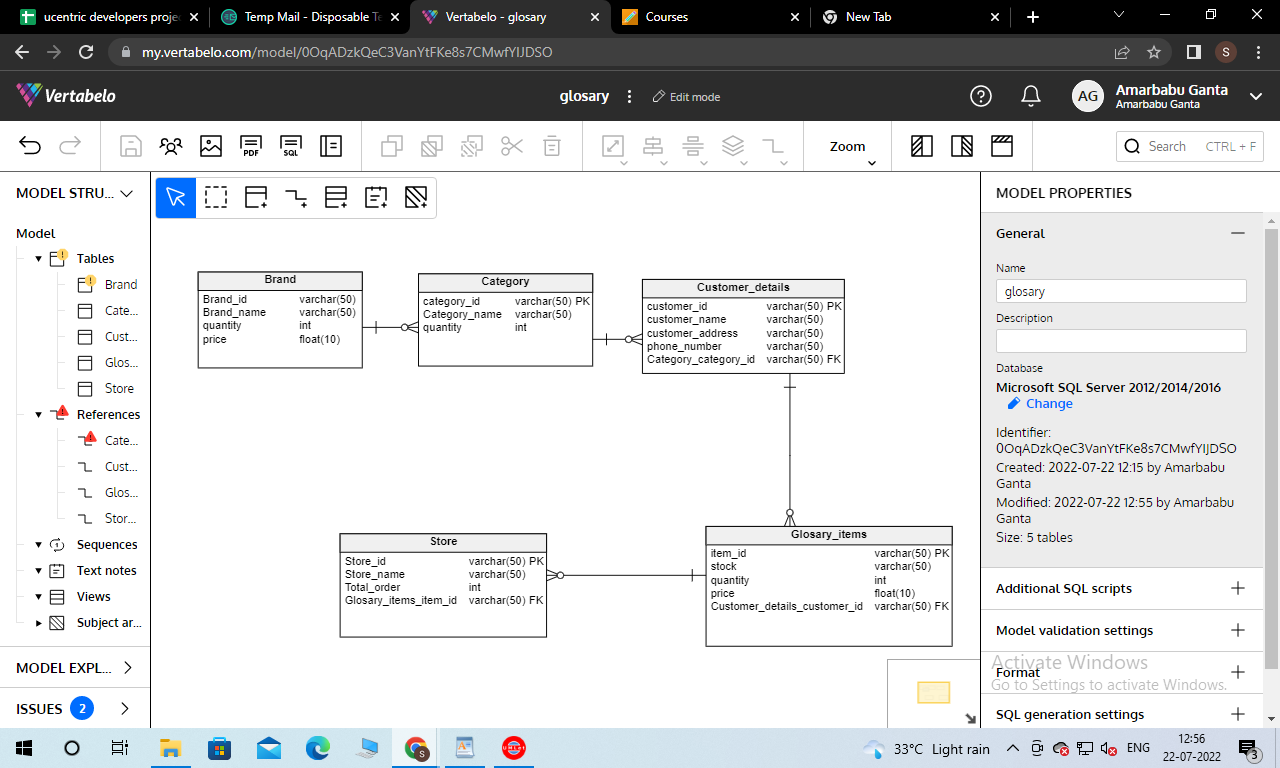 ucentric developers proje
Temp Mail - Disposable Te
Vertabelo - glosary
Courses
New Tab
my.vertabelo.com/model/0OqADzkQeC3VanYtFKe8s7CMwfYIJDSO
S
Vertabelo
glosary
Edit mode
AG
Amarbabu Ganta
Amarbabu Ganta
PDF
SQL
Zoom
Search CTRL + F
MODEL STRU...
Model
Tables
Brand
Cate...
Cust...
Glos...
Store
References
Cate...
Cust...
Glos...
Stor...
Sequences
Text notes
Views
Subject ar...
MODEL EXPL...
ISSUES 2
Brand
Brand_id varchar(50)
Brand_name varchar(50)
quantity int
price float(10)
Category
category_id varchar(50) PK
Category_name varchar(50)
quantity int
Customer_details
customer_id varchar(50) PK
customer_name varchar(50)
customer_address varchar(50)
phone_number varchar(50)
Category_category_id varchar(50) FK
Store
Store_id varchar(50) PK
Store_name varchar(50)
Total_order int
Glosary_items_item_id varchar(50) FK
Glosary_items
item_id varchar(50) PK
stock varchar(50)
quantity int
price float(10)
Customer_details_customer_id varchar(50) FK
MODEL PROPERTIES
General
Name
glosary
Description
Database
Microsoft SQL Server 2012/2014/2016
Change
Identifier:
0OqADzkQeC3VanYtFKe8s7CMwfYIJDSO
Created: 2022-07-22 12:15 by Amarbabu
Ganta
Modified: 2022-07-22 12:55 by Amarbabu
Ganta
Size: 5 tables
Additional SQL scripts
Model validation settings
Activate Windows
Format
Go to Settings to activate Windows.
SQL generation settings
S
UMLet
33°C Light rain
ENG
12:56
22-07-2022
3